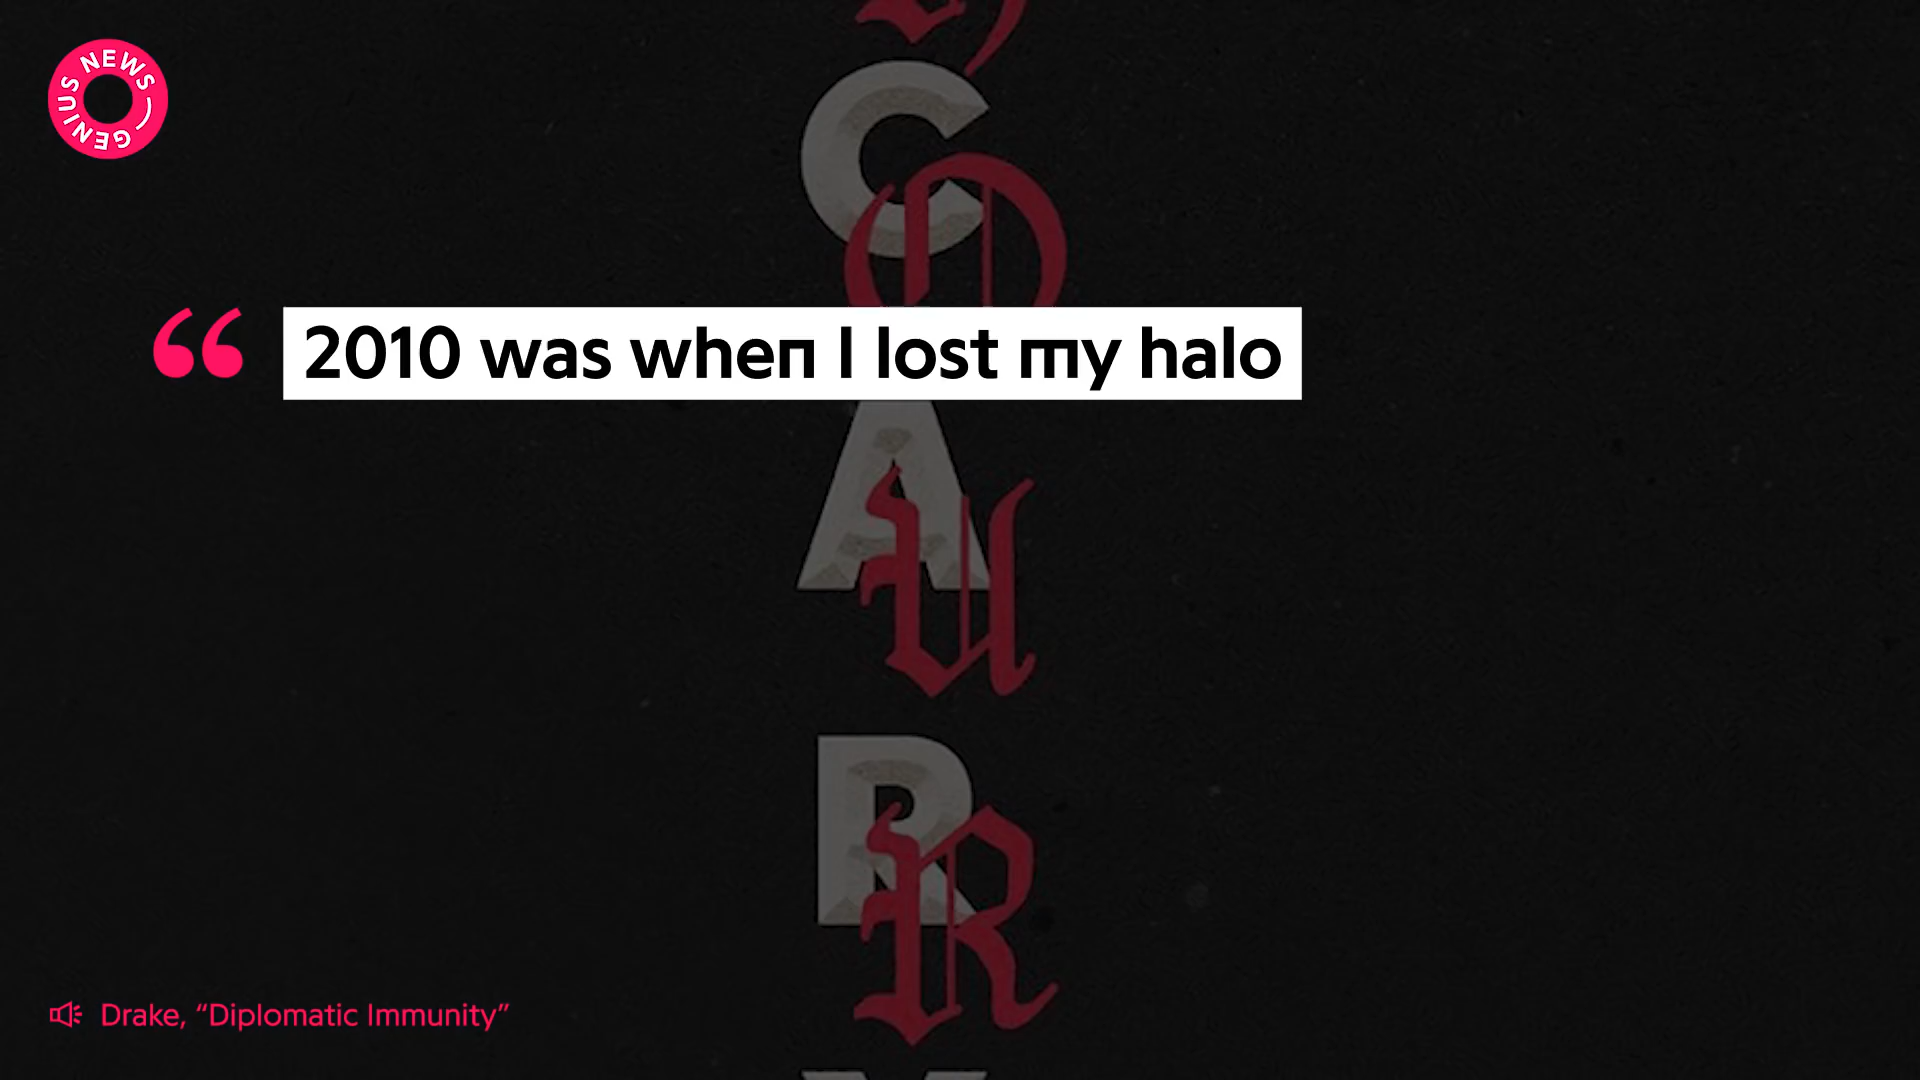 GENIUS NEWS
C
O
“ 2010 was when I lost my halo
A
U
R
R
Drake, “Diplomatic Immunity”